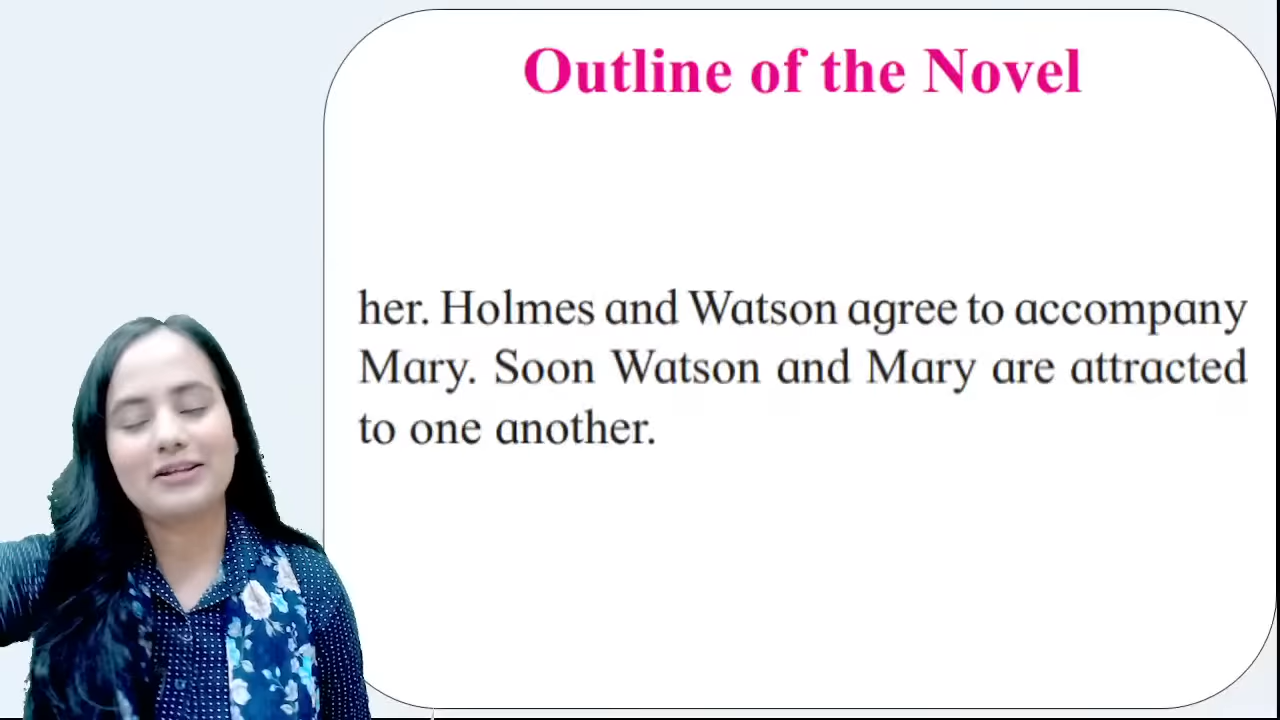 Outline of the Novel
her. Holmes and Watson agree to accompany
Mary. Soon Watson and Mary are attracted
to one another.